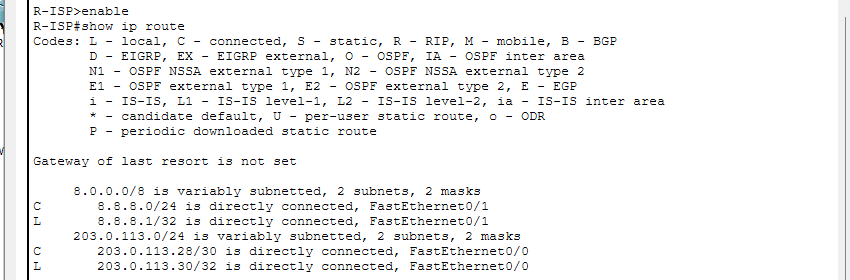 R-ISP>enable
R-ISP#show ip route
Codes: L - local, C - connected, S - static, R - RIP, M - mobile, B - BGP
       D - EIGRP, EX - EIGRP external, O - OSPF, IA - OSPF inter area
       N1 - OSPF NSSA external type 1, N2 - OSPF NSSA external type 2
       E1 - OSPF external type 1, E2 - OSPF external type 2, E - EGP
       i - IS-IS, L1 - IS-IS level-1, L2 - IS-IS level-2, ia - IS-IS inter area
       * - candidate default, U - per-user static route, o - ODR
       P - periodic downloaded static route
Gateway of last resort is not set
     8.0.0.0/8 is variably subnetted, 2 subnets, 2 masks
C       8.8.8.0/24 is directly connected, FastEthernet0/1
L       8.8.8.1/32 is directly connected, FastEthernet0/1
     203.0.113.0/24 is variably subnetted, 2 subnets, 2 masks
C       203.0.113.28/30 is directly connected, FastEthernet0/0
L       203.0.113.30/32 is directly connected, FastEthernet0/0